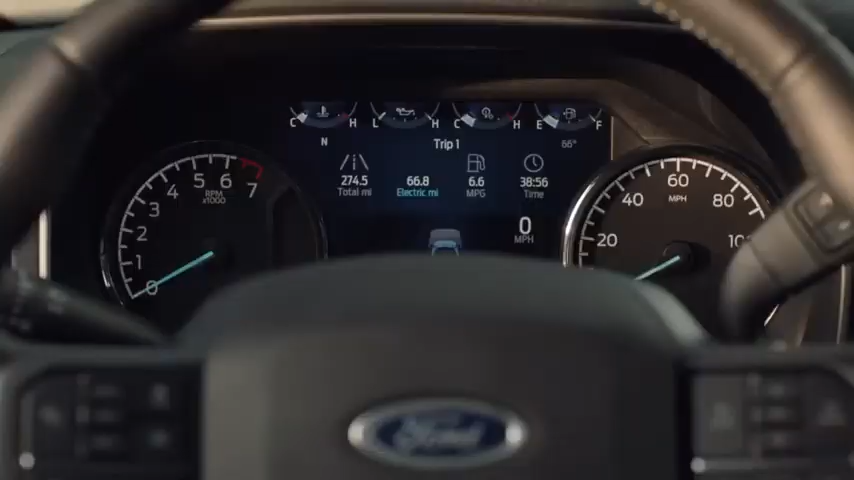 C H L H C H E F
N Trip 1 66°
274.5 66.8 6.6 38:56
Total mi Electric mi MPG Time
0
MPH
0 1 2 3 4 5 6 7
RPM
x1000
20 40 60 80
MPH
Ford